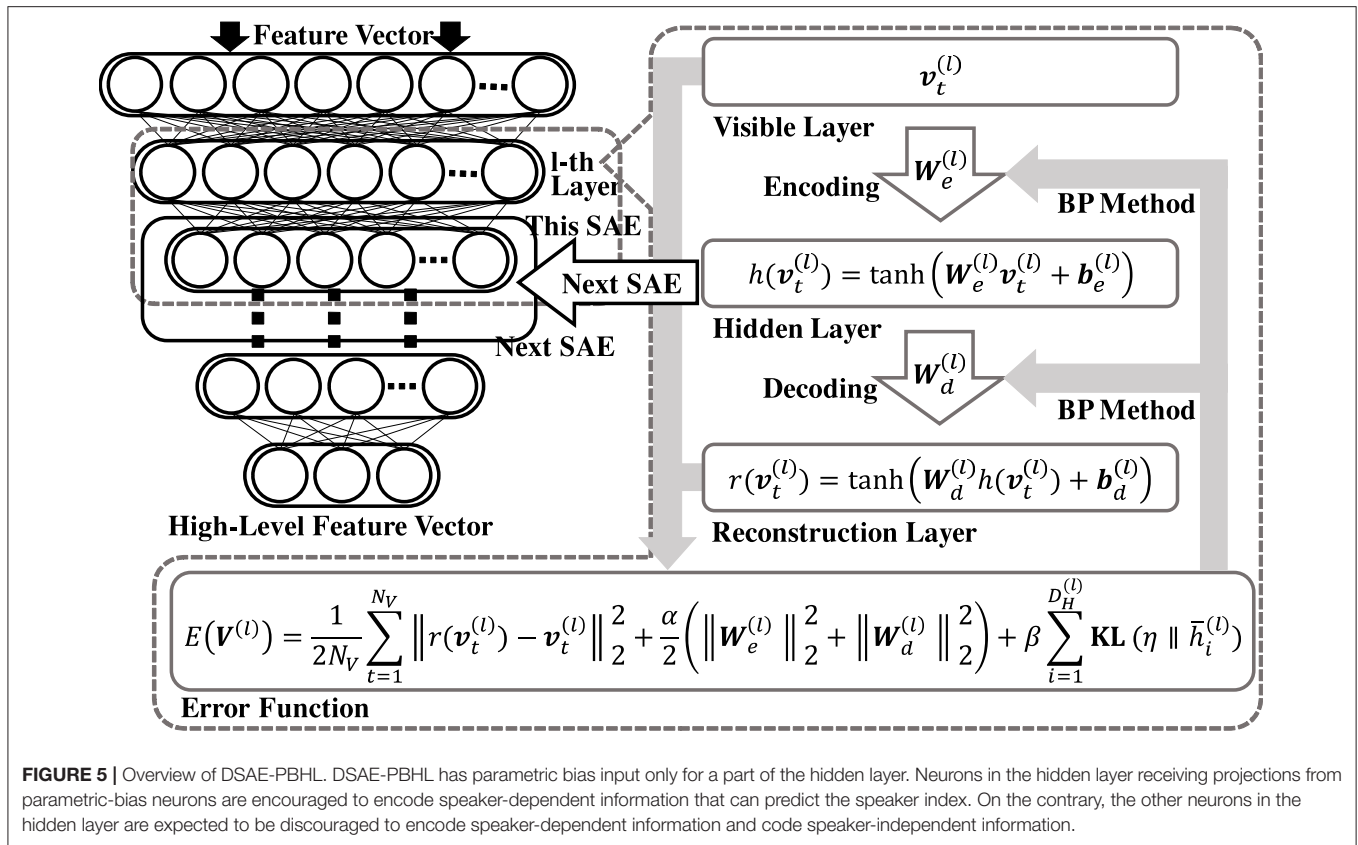 Feature Vector
l-th
Layer
This SAE
Next SAE
Next SAE
High-Level Feature Vector
𝒗_t^{(l)}
Visible Layer
Encoding
𝑾_e^{(l)}
BP Method
h(𝒗_t^{(l)}) = tanh (𝑾_e^{(l)} 𝒗_t^{(l)} + 𝒃_e^{(l)})
Hidden Layer
Decoding
𝑾_d^{(l)}
BP Method
r(𝒗_t^{(l)}) = tanh (𝑾_d^{(l)} h(𝒗_t^{(l)}) + 𝒃_d^{(l)})
Reconstruction Layer
E(𝑽^{(l)}) = \frac{1}{2N_V} \sum_{t=1}^{N_V} ‖r(𝒗_t^{(l)}) − 𝒗_t^{(l)}‖_2^2 + \frac{α}{2} (‖𝑾_e^{(l)}‖_2^2 + ‖𝑾_d^{(l)}‖_2^2) + β \sum_{i=1}^{D_H^{(l)}} KL (η ‖ \bar{h}_i^{(l)})
Error Function
FIGURE 5 | Overview of DSAE-PBHL. DSAE-PBHL has parametric bias input only for a part of the hidden layer. Neurons in the hidden layer receiving projections from
parametric-bias neurons are encouraged to encode speaker-dependent information that can predict the speaker index. On the contrary, the other neurons in the
hidden layer are expected to be discouraged to encode speaker-dependent information and code speaker-independent information.